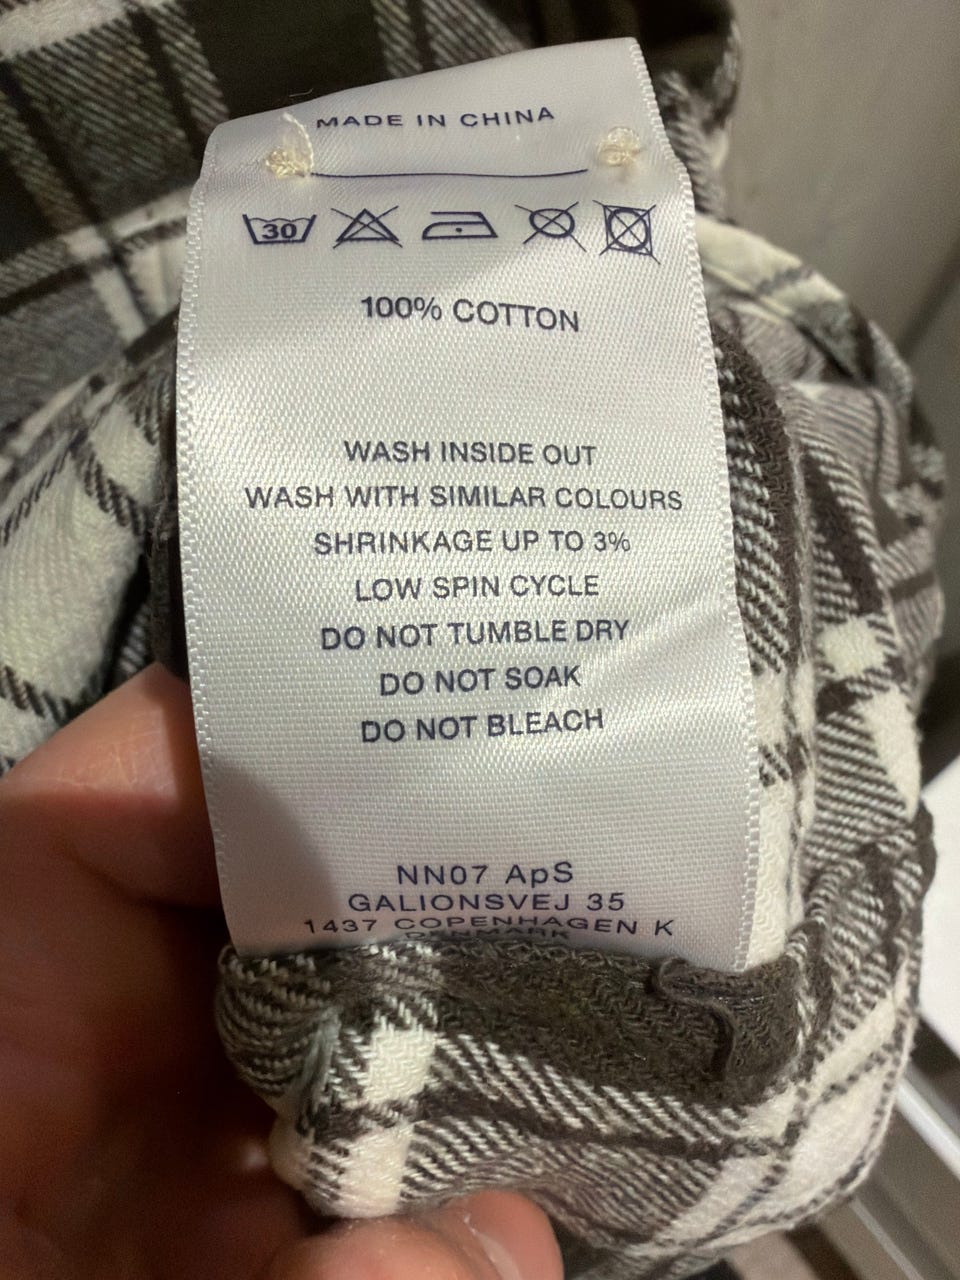 MADE IN CHINA
30
100% COTTON
WASH INSIDE OUT
WASH WITH SIMILAR COLOURS
SHRINKAGE UP TO 3%
LOW SPIN CYCLE
DO NOT TUMBLE DRY
DO NOT SOAK
DO NOT BLEACH
NN07 ApS
GALIONSVEJ 35
1437 COPENHAGEN K
DENMARK